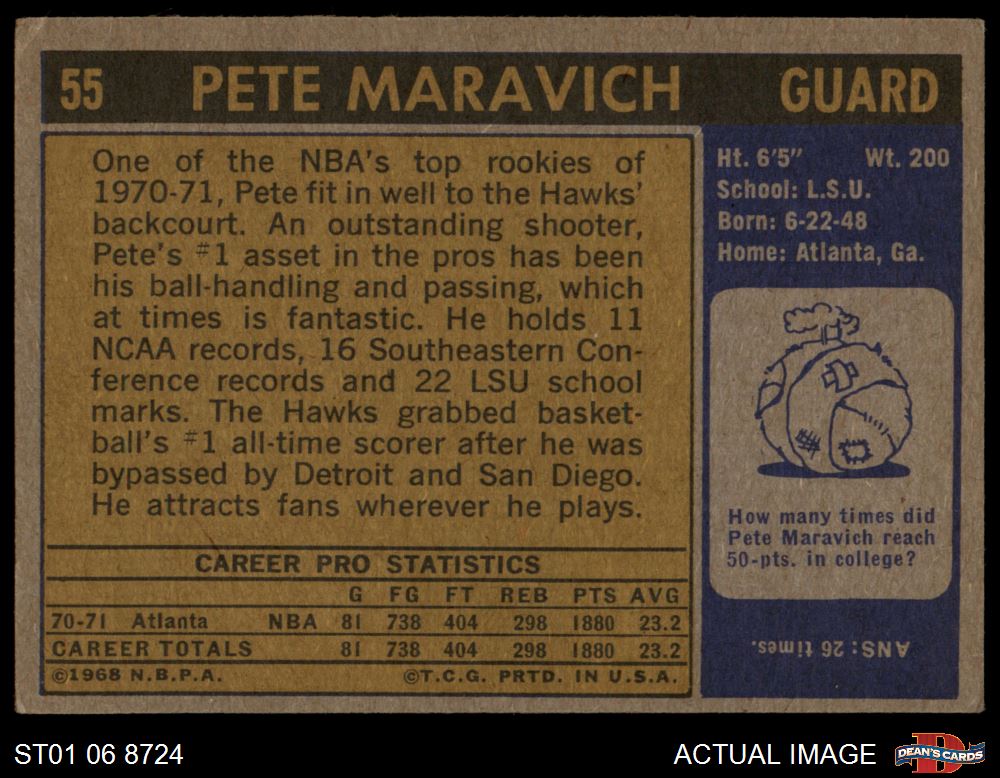 55 PETE MARAVICH GUARD
One of the NBA's top rookies of
1970-71, Pete fit in well to the Hawks'
backcourt. An outstanding shooter,
Pete's #1 asset in the pros has been
his ball-handling and passing, which
at times is fantastic. He holds 11
NCAA records, 16 Southeastern Con-
ference records and 22 LSU school
marks. The Hawks grabbed basket-
ball's #1 all-time scorer after he was
bypassed by Detroit and San Diego.
He attracts fans wherever he plays.
CAREER PRO STATISTICS
G FG FT REB PTS AVG
70-71 Atlanta NBA 81 738 404 298 1880 23.2
CAREER TOTALS 81 738 404 298 1880 23.2
©1968 N.B.P.A. ©T.C.G. PRTD. IN U.S.A.
Ht. 6'5" Wt. 200
School: L.S.U.
Born: 6-22-48
Home: Atlanta, Ga.
How many times did
Pete Maravich reach
50-pts. in college?
ANS: 26 times.
ST01 06 8724 ACTUAL IMAGE
D
DEAN'S CARDS